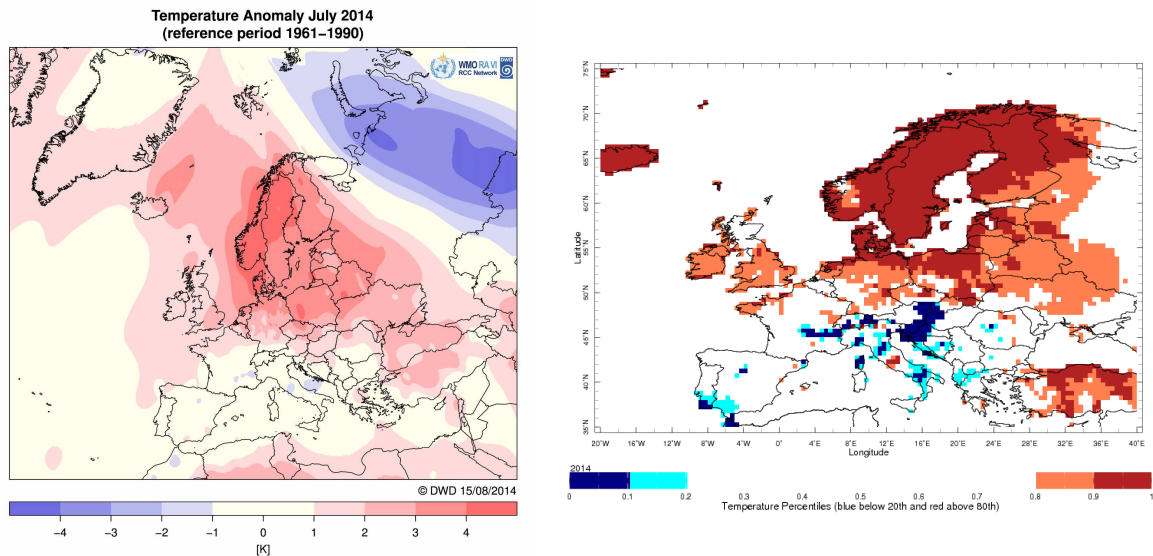 Temperature Anomaly July 2014
(reference period 1961−1990)
WMO RA VI
RCC Network
DWD
© DWD 15/08/2014
−4 −3 −2 −1 0 1 2 3 4
[K]
75°N
70°N
65°N
60°N
55°N
50°N
45°N
40°N
35°N
Latitude
20°W 16°W 12°W 8°W 4°W 0° 4°E 8°E 12°E 16°E 20°E 24°E 28°E 32°E 36°E 40°E
Longitude
2014
0 0.1 0.2 0.3 0.4 0.5 0.6 0.7 0.8 0.9 1
Temperature Percentiles (blue below 20th and red above 80th)